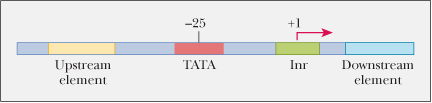 –25
+1
Upstream
element
TATA
Inr
Downstream
element